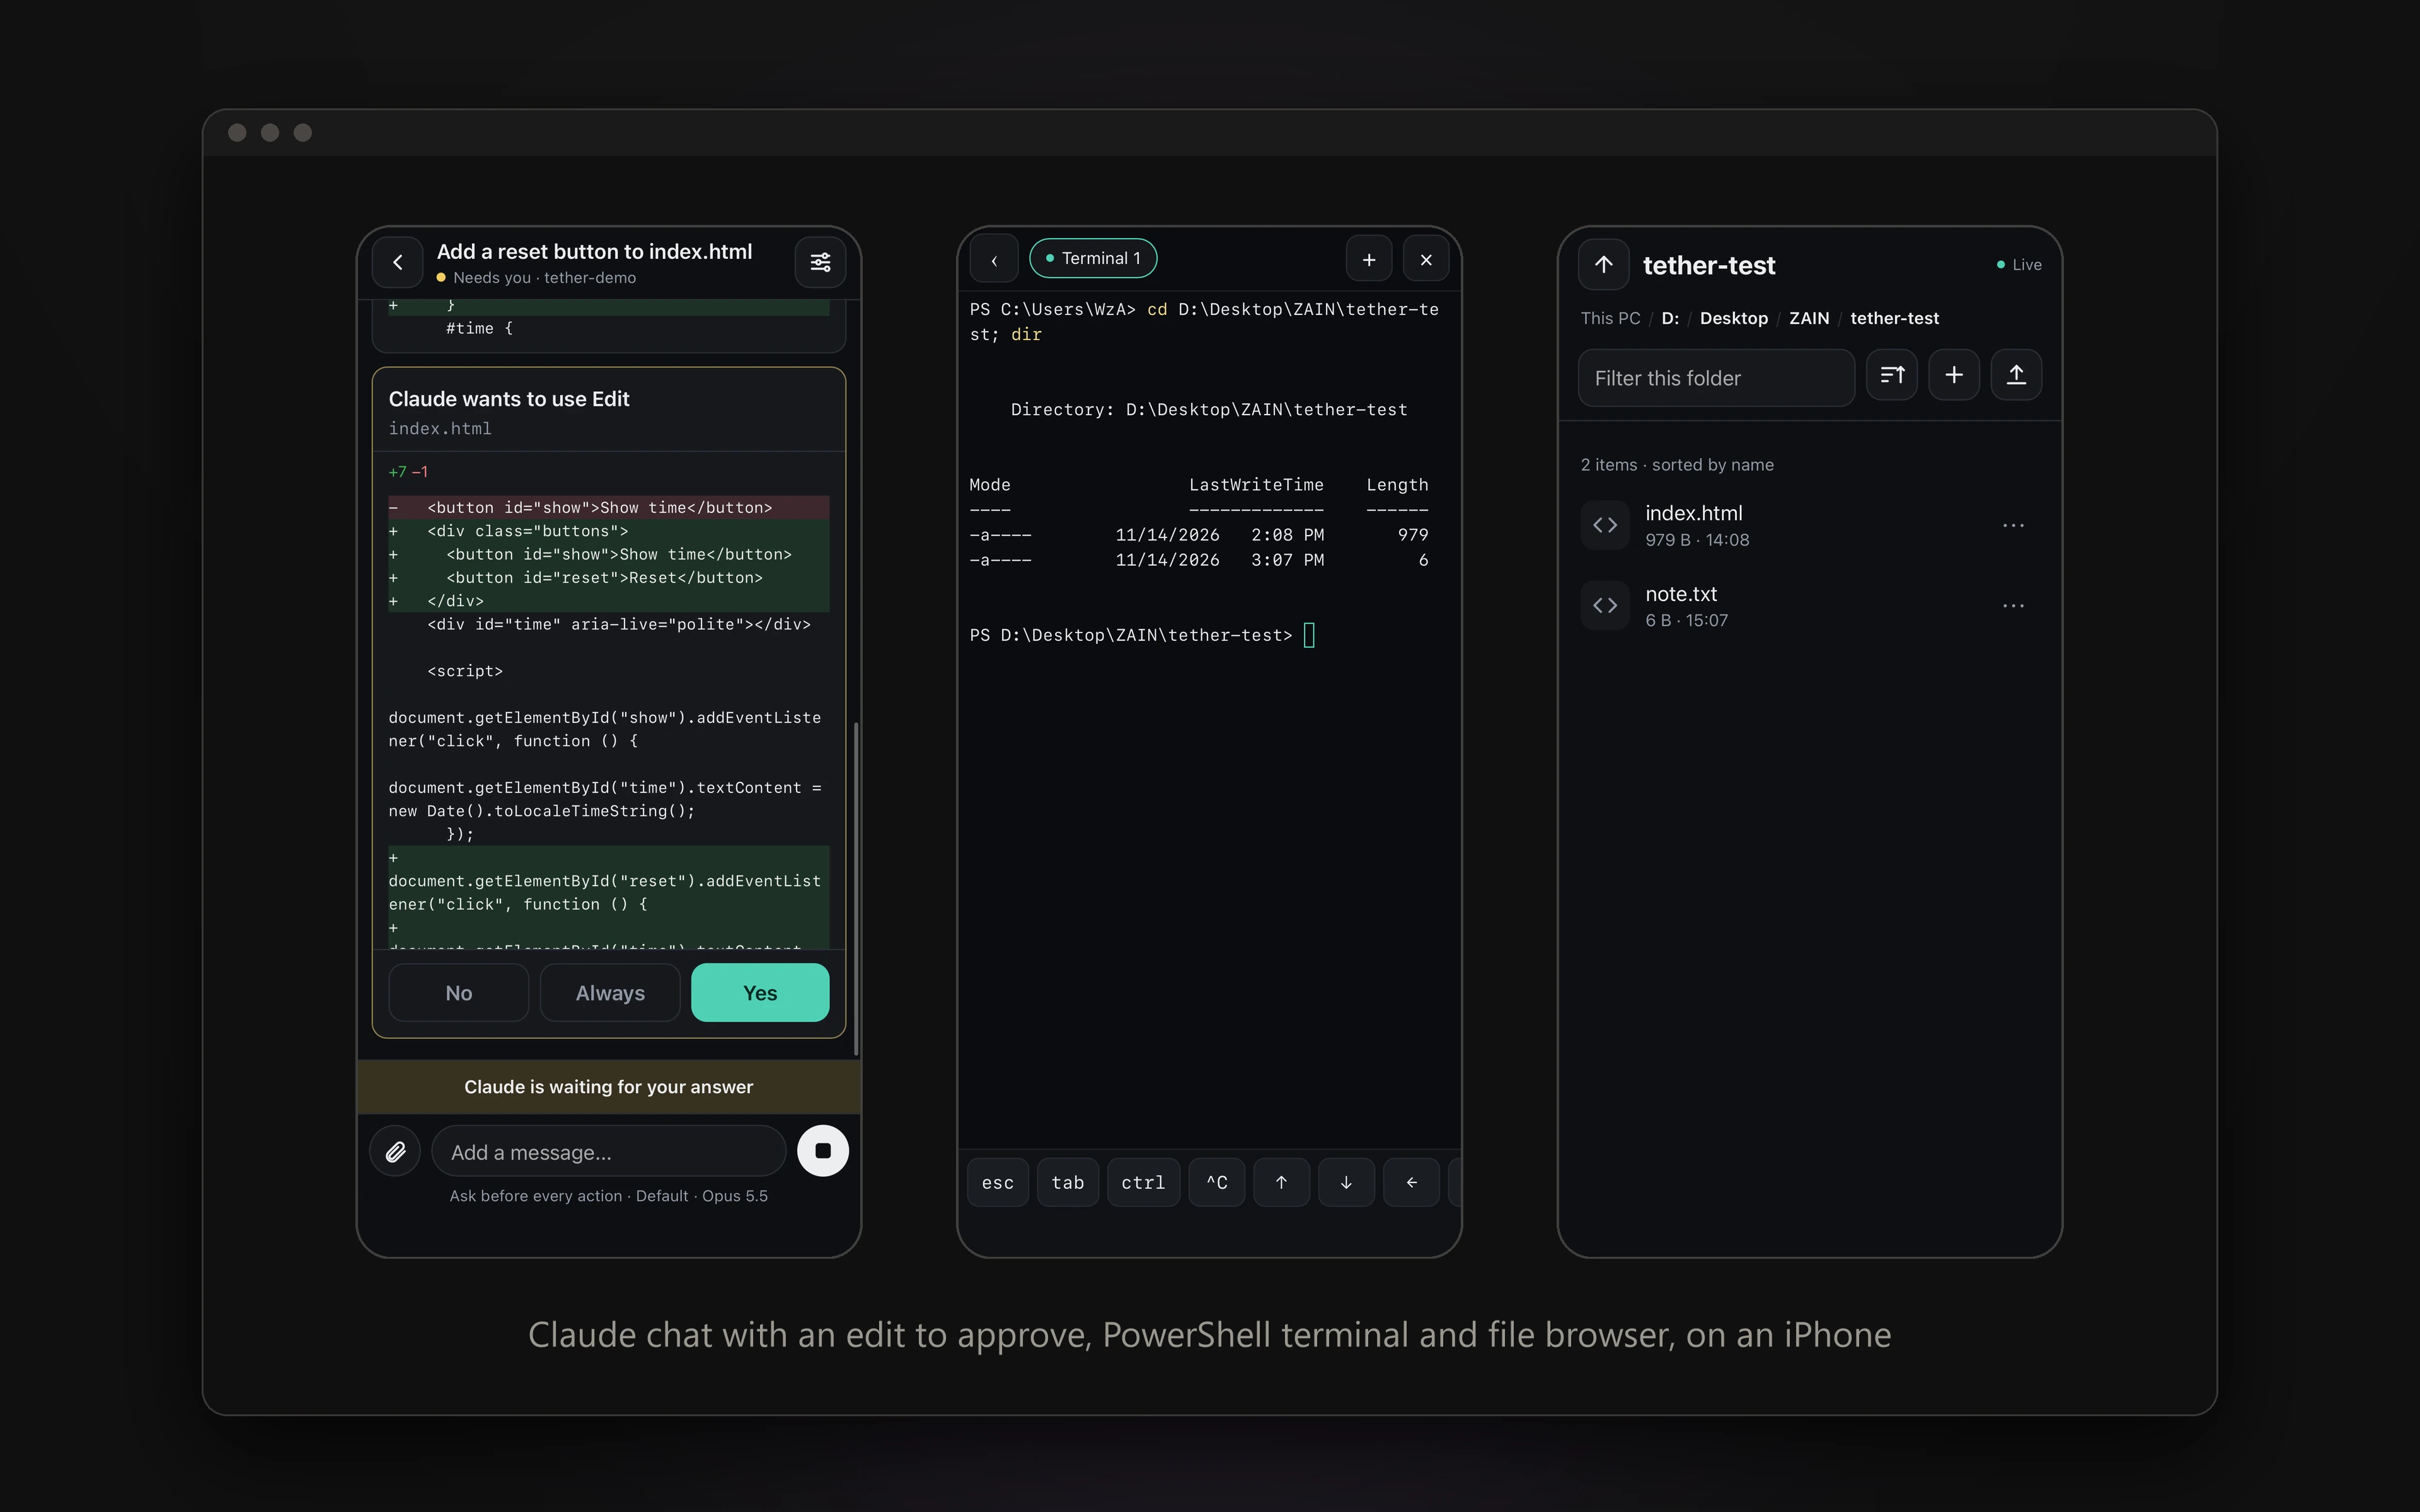 Add a reset button to index.html
Needs you · tether-demo
+     }
      #time {
Claude wants to use Edit
index.html
+7 −1
−   <button id="show">Show time</button>
+   <div class="buttons">
+     <button id="show">Show time</button>
+     <button id="reset">Reset</button>
+   </div>
    <div id="time" aria-live="polite"></div>
    <script>
document.getElementById("show").addEventListe
ner("click", function () {
document.getElementById("time").textContent =
new Date().toLocaleTimeString();
      });
+
document.getElementById("reset").addEventList
ener("click", function () {
+
document.getElementById("time").textContent
No
Always
Yes
Claude is waiting for your answer
Add a message...
Ask before every action · Default · Opus 5.5
‹
Terminal 1
+
×
PS C:\Users\WzA> cd D:\Desktop\ZAIN\tether-te
st; dir
    Directory: D:\Desktop\ZAIN\tether-test
Mode                 LastWriteTime    Length
----                 -------------    ------
-a----        11/14/2026   2:08 PM       979
-a----        11/14/2026   3:07 PM         6
PS D:\Desktop\ZAIN\tether-test>
esc
tab
ctrl
^C
↑
↓
←
tether-test
Live
This PC / D: / Desktop / ZAIN / tether-test
Filter this folder
2 items · sorted by name
index.html
979 B · 14:08
note.txt
6 B · 15:07
Claude chat with an edit to approve, PowerShell terminal and file browser, on an iPhone